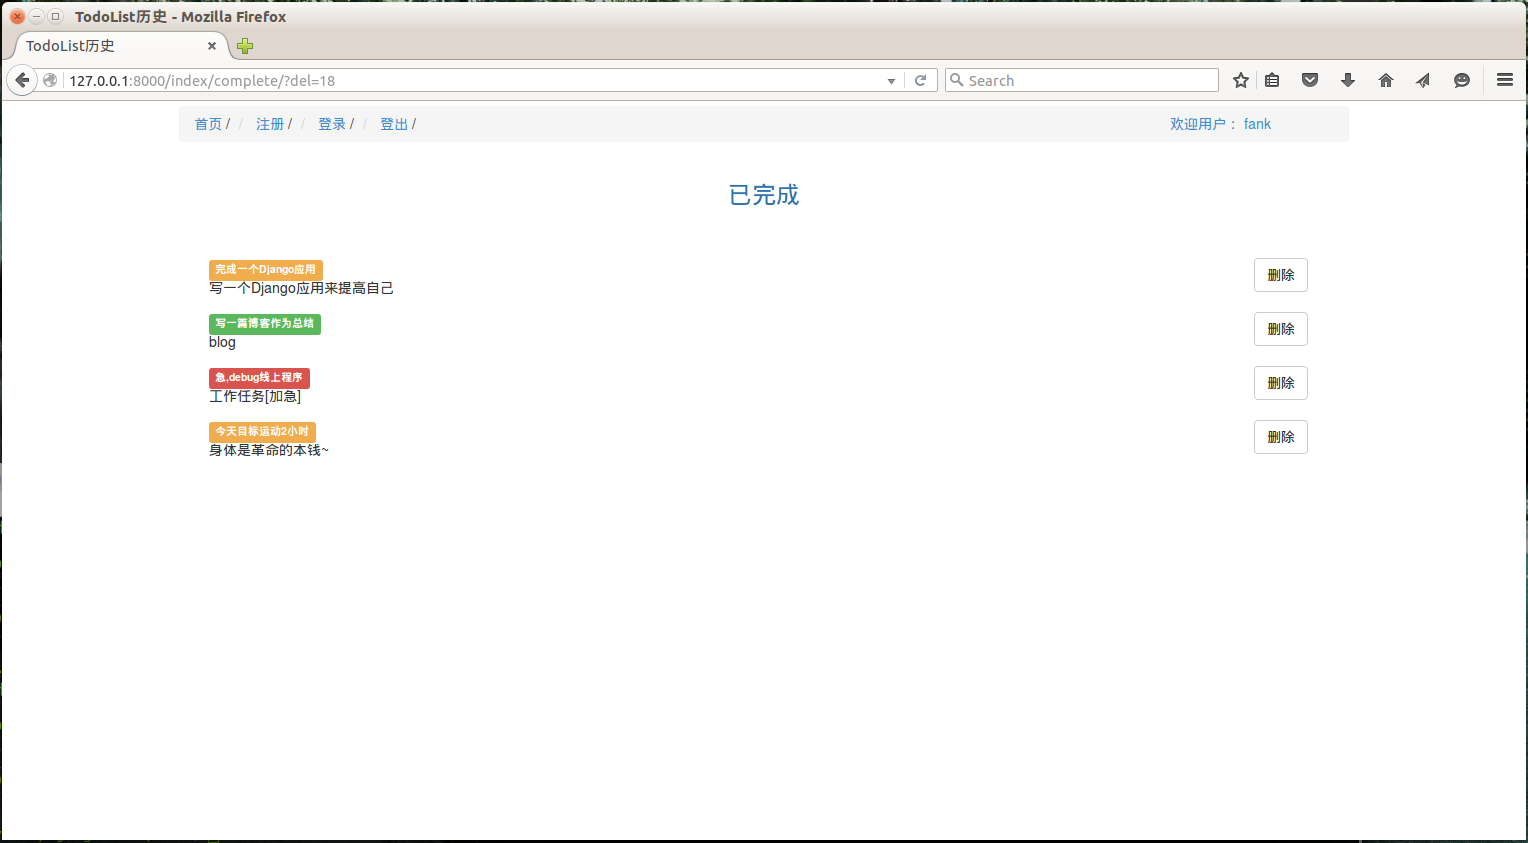 TodoList历史 - Mozilla Firefox
TodoList历史
127.0.0.1:8000/index/complete/?del=18
Search
首页 / / 注册 / / 登录 / / 登出 /
欢迎用户： fank
已完成
完成一个Django应用
写一个Django应用来提高自己
删除
写一篇博客作为总结
blog
删除
急,debug线上程序
工作任务[加急]
删除
今天目标运动2小时
身体是革命的本钱~
删除